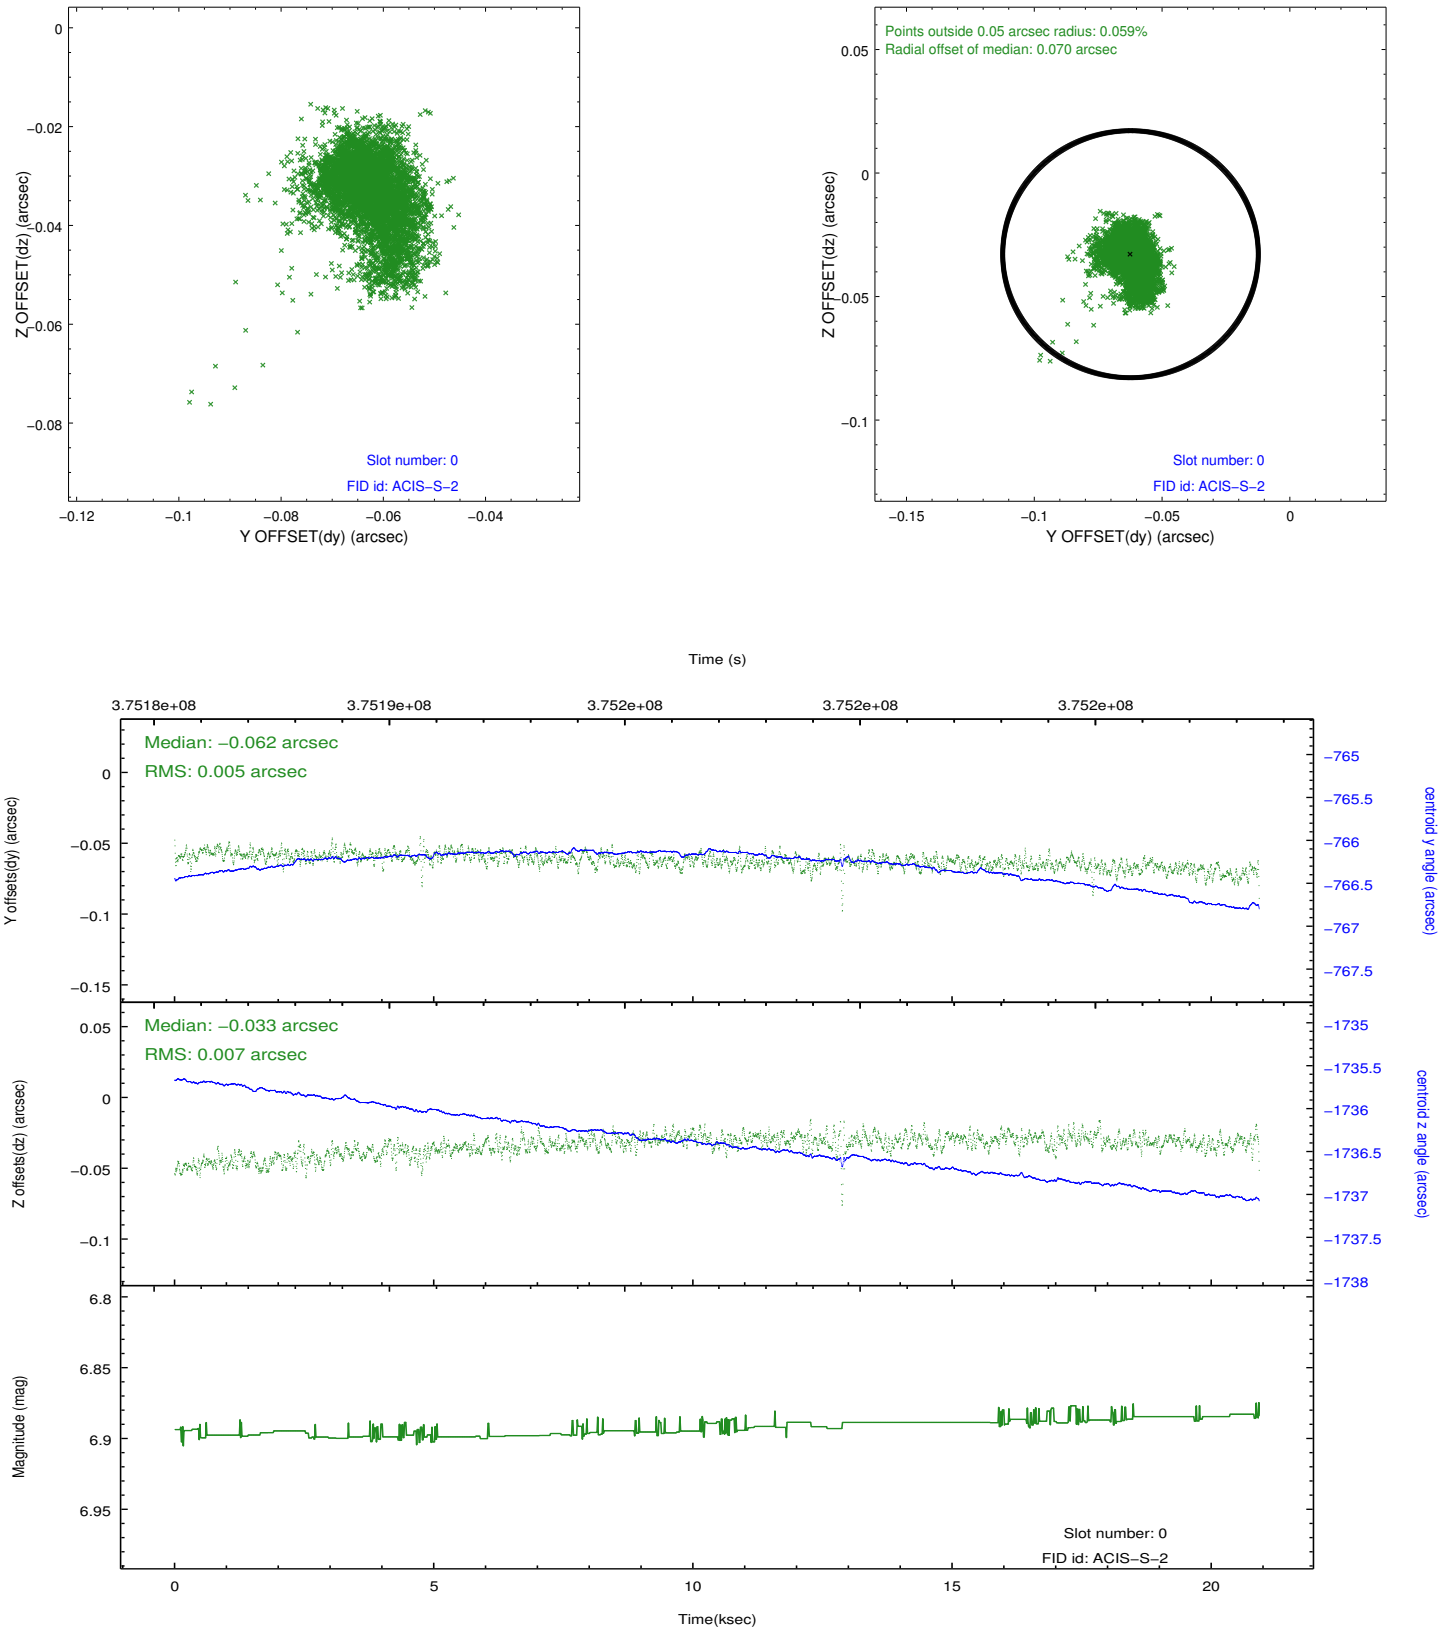 0
−0.02
−0.04
−0.06
−0.08
Z OFFSET(dz) (arcsec)
Slot number: 0
FID id: ACIS−S−2
−0.12
−0.1
−0.08
−0.06
−0.04
Y OFFSET(dy) (arcsec)
Points outside 0.05 arcsec radius: 0.059%
Radial offset of median: 0.070 arcsec
0.05
0
−0.05
−0.1
Z OFFSET(dz) (arcsec)
Slot number: 0
FID id: ACIS−S−2
−0.15
−0.1
−0.05
0
Y OFFSET(dy) (arcsec)
Time (s)
3.7518e+08
3.7519e+08
3.752e+08
3.752e+08
3.752e+08
Median: −0.062 arcsec
RMS: 0.005 arcsec
0
−0.05
−0.1
−0.15
Y offsets(dy) (arcsec)
−765
−765.5
−766
−766.5
−767
−767.5
centroid y angle (arcsec)
Median: −0.033 arcsec
RMS: 0.007 arcsec
0.05
0
−0.05
−0.1
Z offsets(dz) (arcsec)
−1735
−1735.5
−1736
−1736.5
−1737
−1737.5
−1738
centroid z angle (arcsec)
6.8
6.85
6.9
6.95
Magnitude (mag)
Slot number: 0
FID id: ACIS−S−2
0
5
10
15
20
Time(ksec)